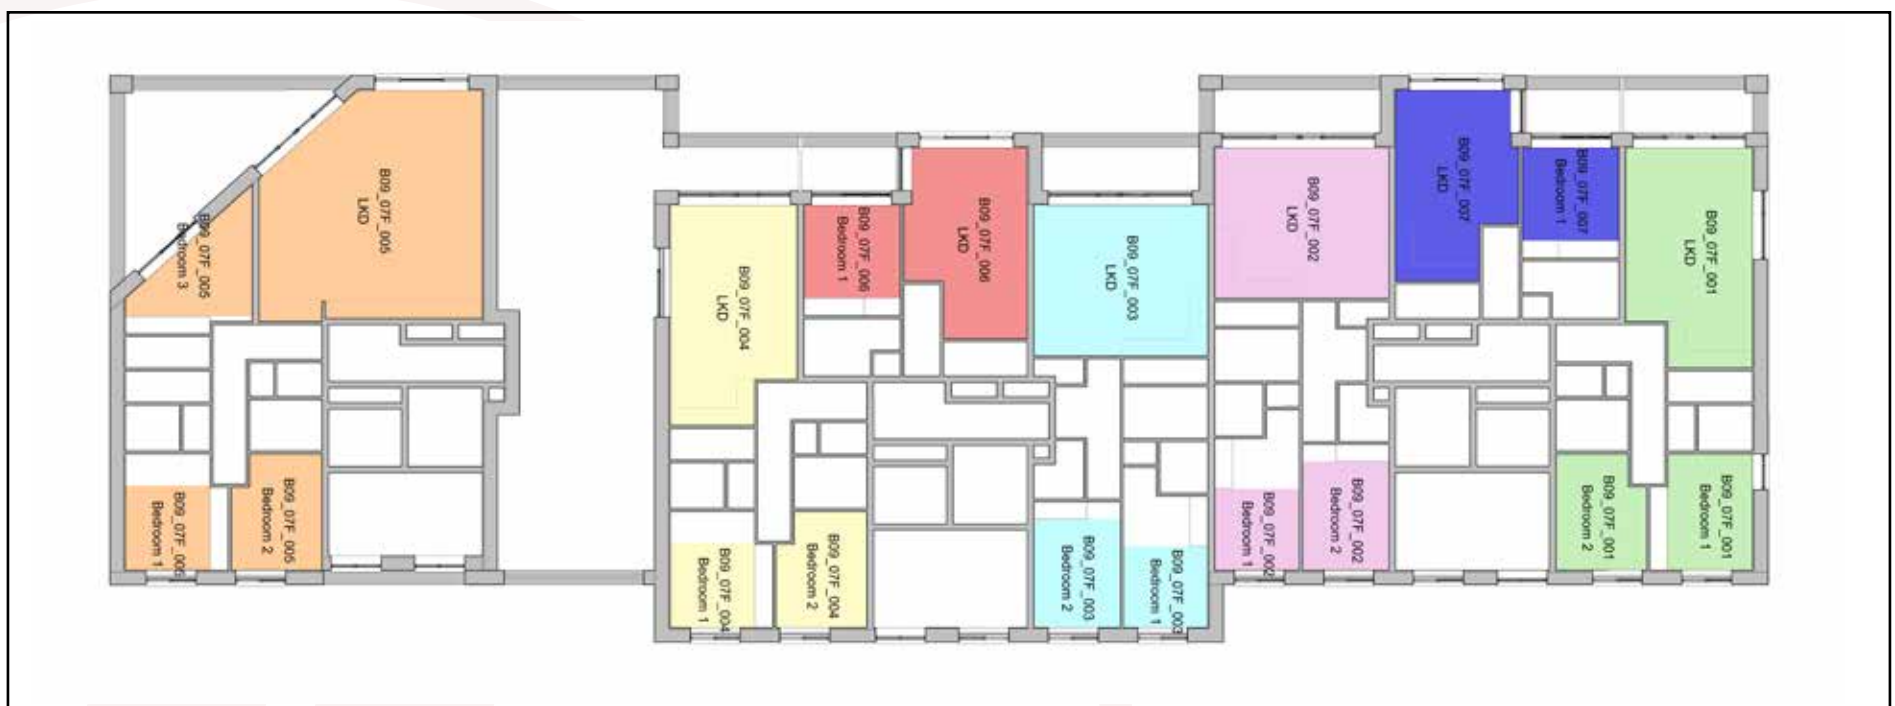 B09_07F_005
LKD
B09_07F_005
Bedroom 3
B09_07F_005
Bedroom 1
B09_07F_005
Bedroom 2
B09_07F_004
LKD
B09_07F_004
Bedroom 1
B09_07F_004
Bedroom 2
B09_07F_006
Bedroom 1
B09_07F_006
LKD
B09_07F_003
LKD
B09_07F_003
Bedroom 2
B09_07F_003
Bedroom 1
B09_07F_002
LKD
B09_07F_002
Bedroom 1
B09_07F_002
Bedroom 2
B09_07F_007
LKD
B09_07F_007
Bedroom 1
B09_07F_001
LKD
B09_07F_001
Bedroom 2
B09_07F_001
Bedroom 1